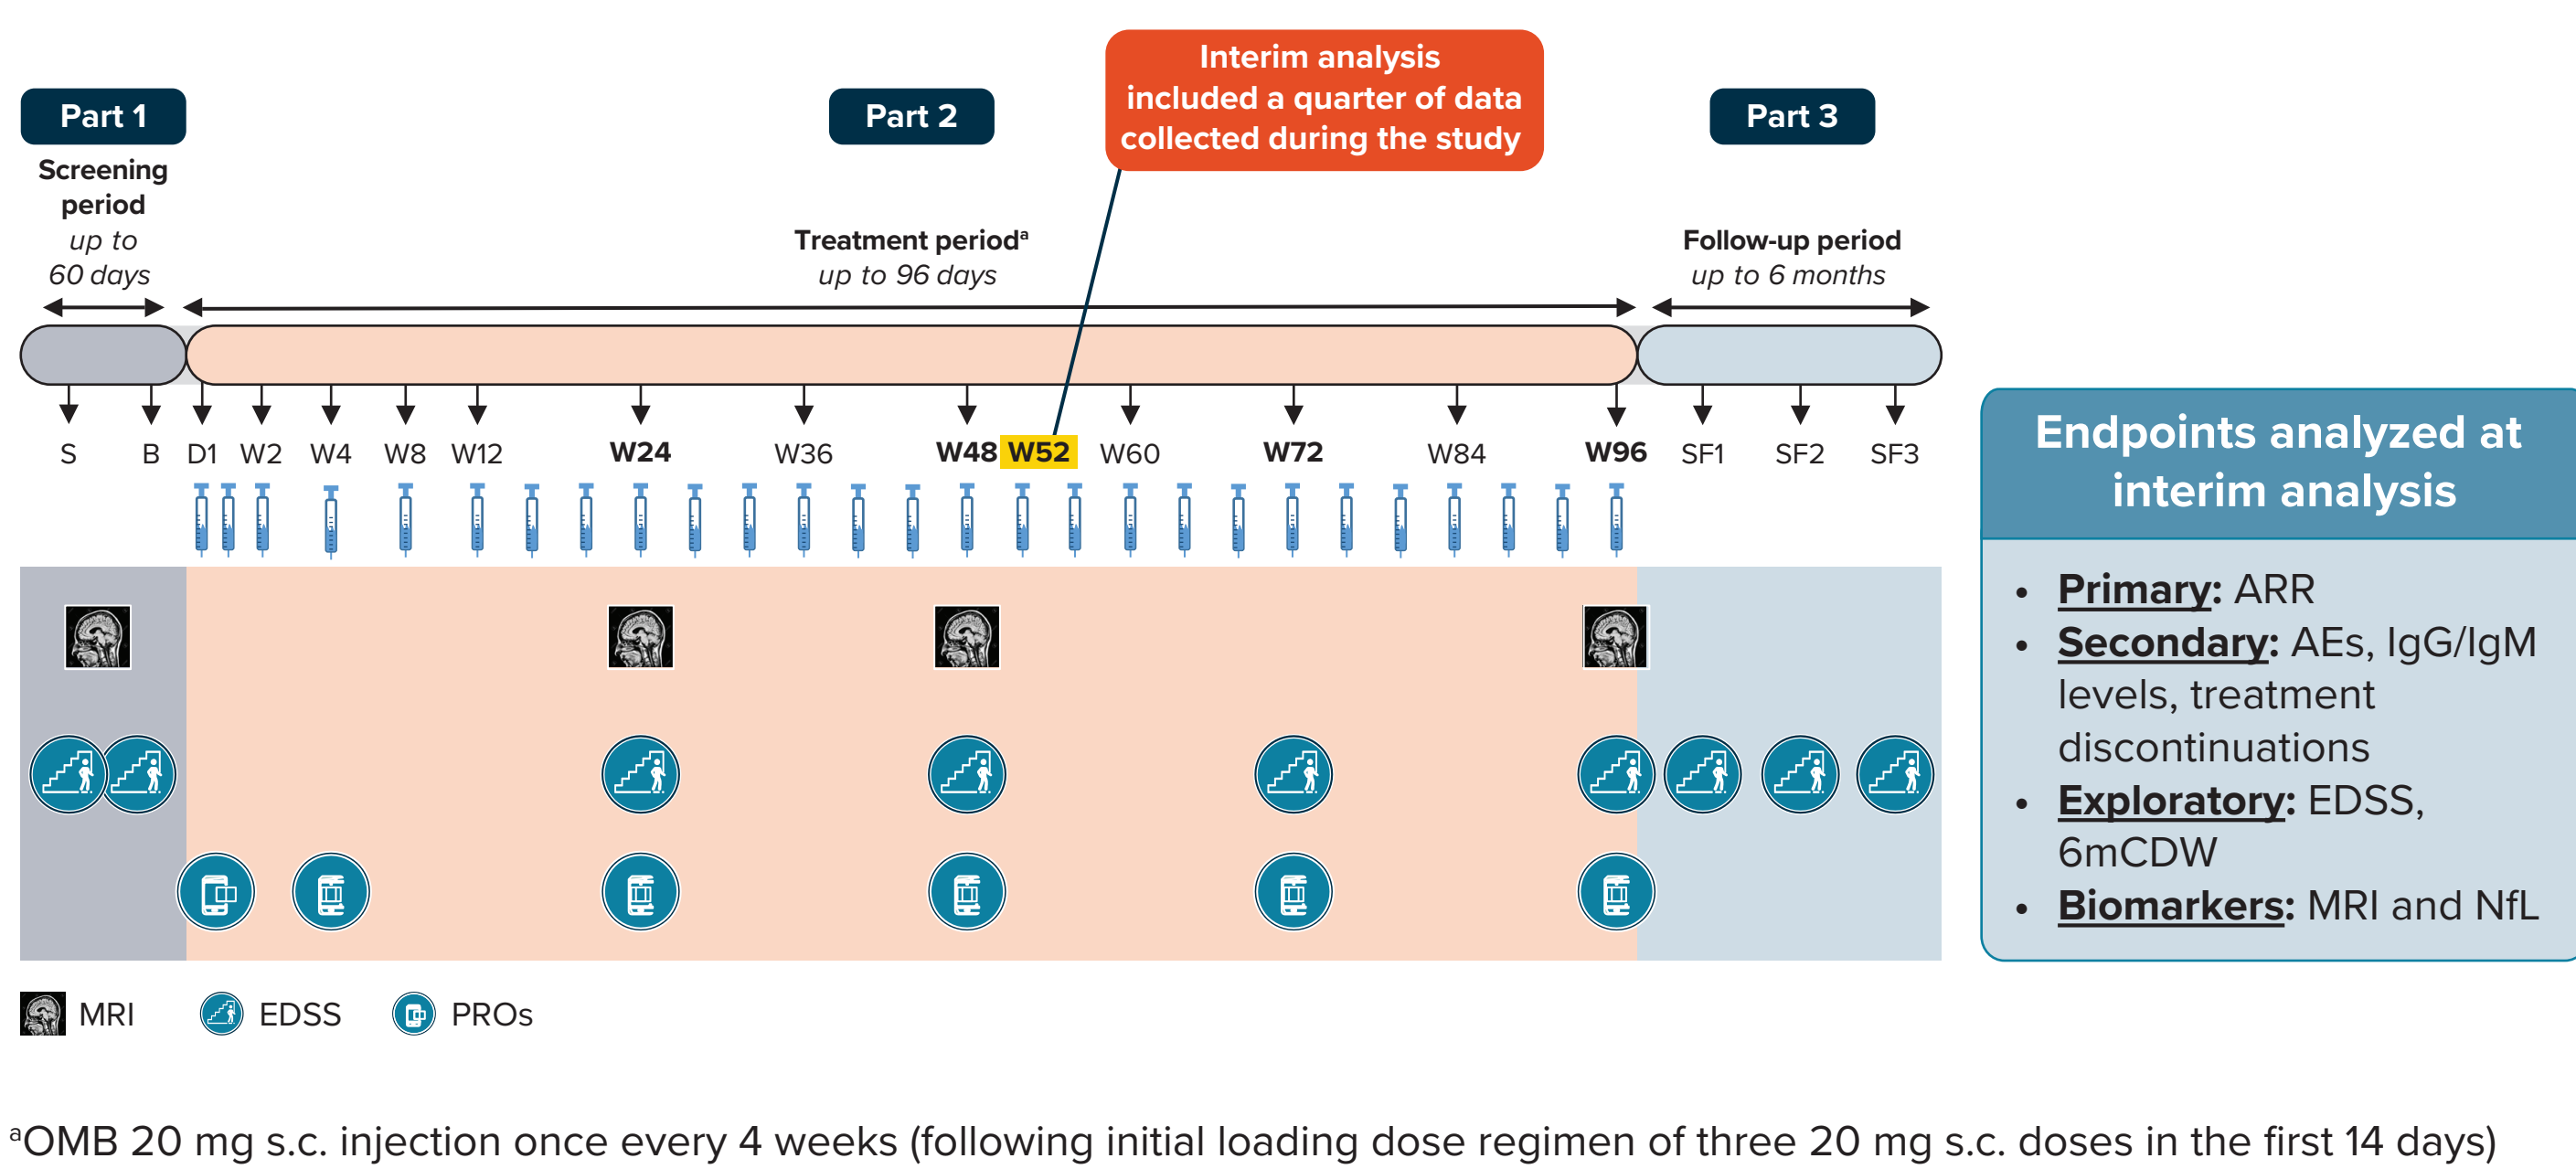 Part 1
Screening
period
up to
60 days
Part 2
Treatment periodª
up to 96 days
Interim analysis
included a quarter of data
collected during the study
Part 3
Follow-up period
up to 6 months
S B D1 W2 W4 W8 W12 W24 W36 W48 W52 W60 W72 W84 W96 SF1 SF2 SF3
Endpoints analyzed at
interim analysis
• Primary: ARR
• Secondary: AEs, IgG/IgM
levels, treatment
discontinuations
• Exploratory: EDSS,
6mCDW
• Biomarkers: MRI and NfL
MRI EDSS PROs
ªOMB 20 mg s.c. injection once every 4 weeks (following initial loading dose regimen of three 20 mg s.c. doses in the first 14 days)